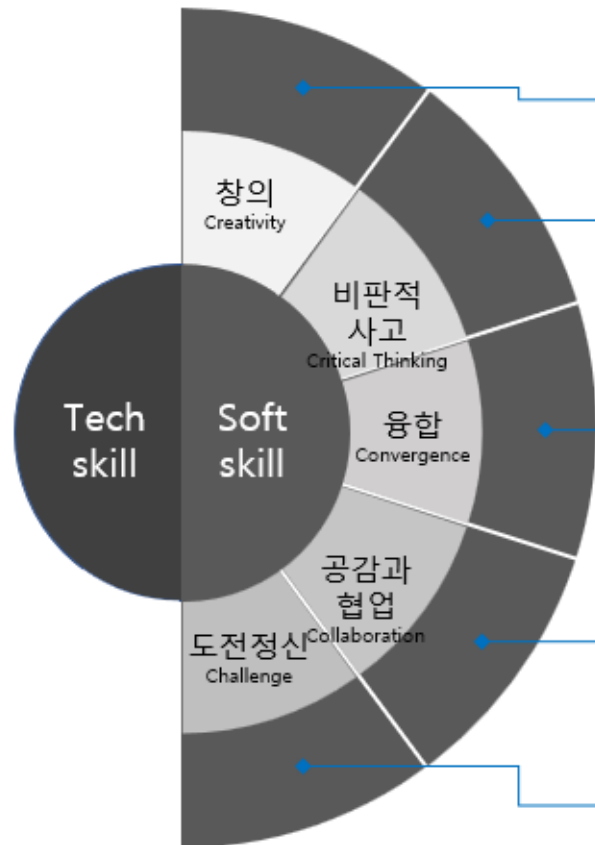 창의
Creativity
비판적
사고
Critical Thinking
Tech
skill
Soft
skill
융합
Convergence
공감과
협업
Collaboration
도전정신
Challenge